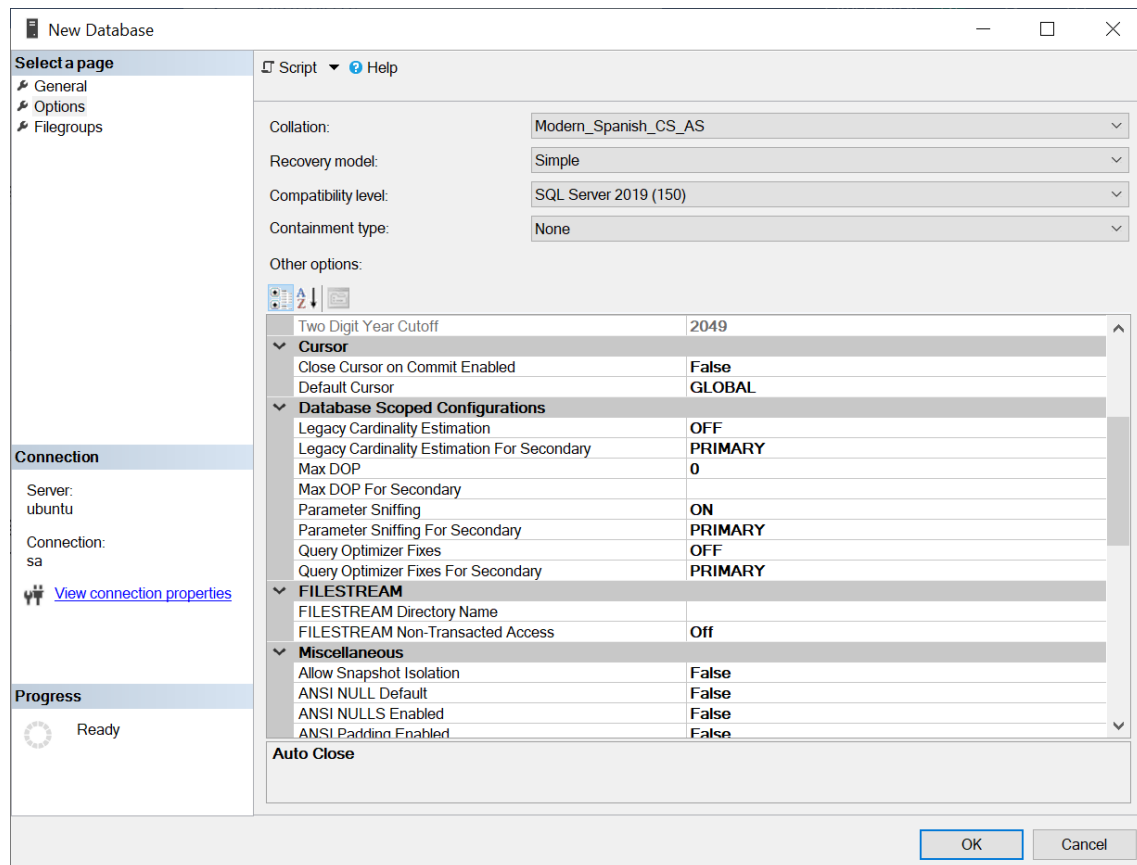 New Database
Select a page
General
Options
Filegroups
Script Help
Collation: Modern_Spanish_CS_AS
Recovery model: Simple
Compatibility level: SQL Server 2019 (150)
Containment type: None
Other options:
Two Digit Year Cutoff 2049
Cursor
Close Cursor on Commit Enabled False
Default Cursor GLOBAL
Database Scoped Configurations
Legacy Cardinality Estimation OFF
Legacy Cardinality Estimation For Secondary PRIMARY
Max DOP 0
Max DOP For Secondary
Parameter Sniffing ON
Parameter Sniffing For Secondary PRIMARY
Query Optimizer Fixes OFF
Query Optimizer Fixes For Secondary PRIMARY
FILESTREAM
FILESTREAM Directory Name
FILESTREAM Non-Transacted Access Off
Miscellaneous
Allow Snapshot Isolation False
ANSI NULL Default False
ANSI NULLS Enabled False
ANSI Padding Enabled False
Auto Close
Connection
Server:
ubuntu
Connection:
sa
View connection properties
Progress
Ready
OK Cancel